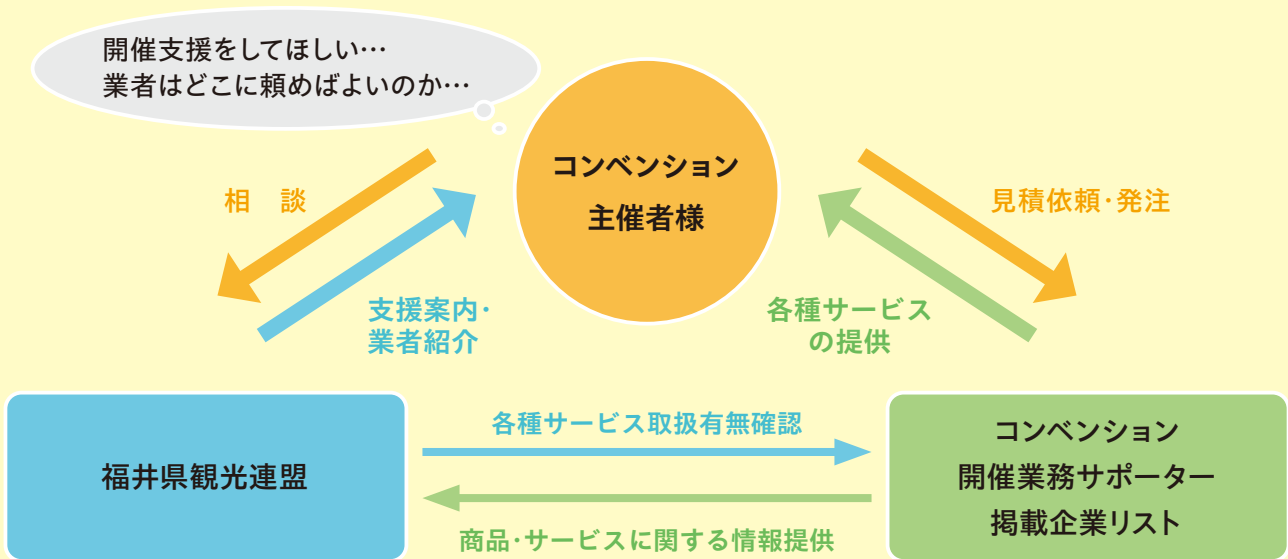 開催支援をしてほしい…
業者はどこに頼めばよいのか…
コンベンション
主催者様
相　談
見積依頼・発注
支援案内・
業者紹介
各種サービス
の提供
福井県観光連盟
各種サービス取扱有無確認
商品・サービスに関する情報提供
コンベンション
開催業務サポーター
掲載企業リスト